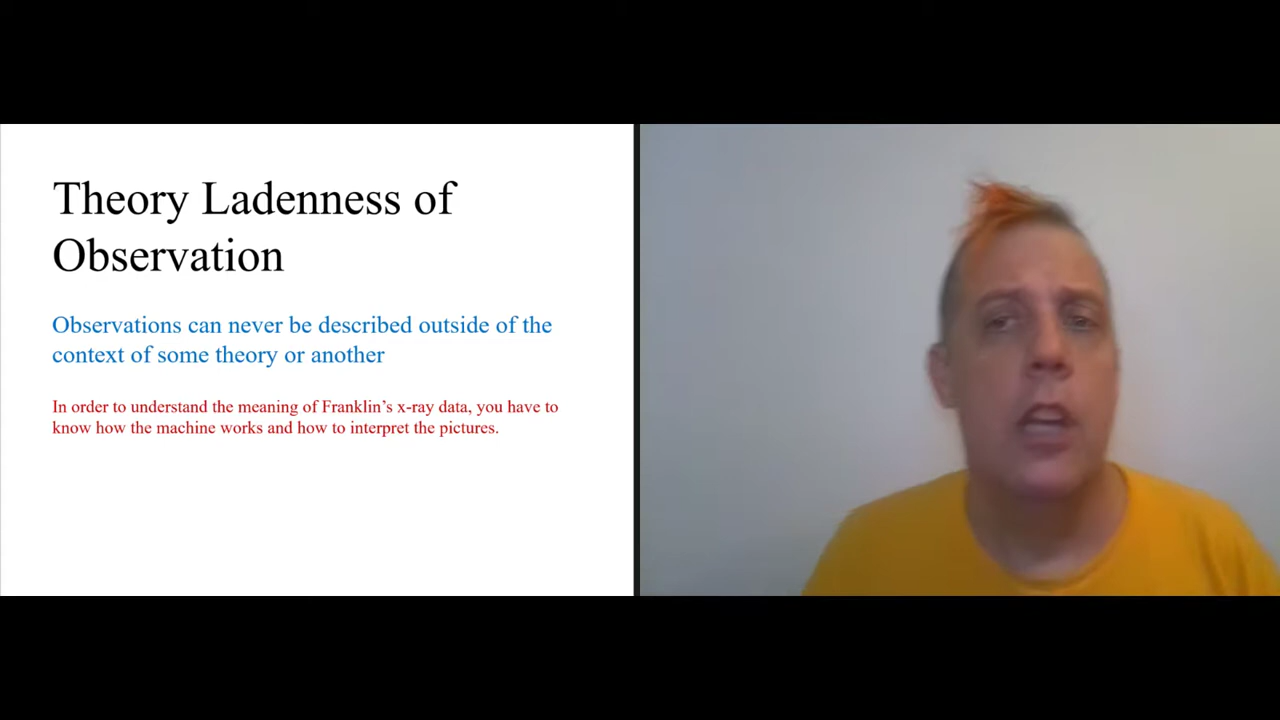 Theory Ladenness of
Observation
Observations can never be described outside of the
context of some theory or another
In order to understand the meaning of Franklin’s x-ray data, you have to
know how the machine works and how to interpret the pictures.